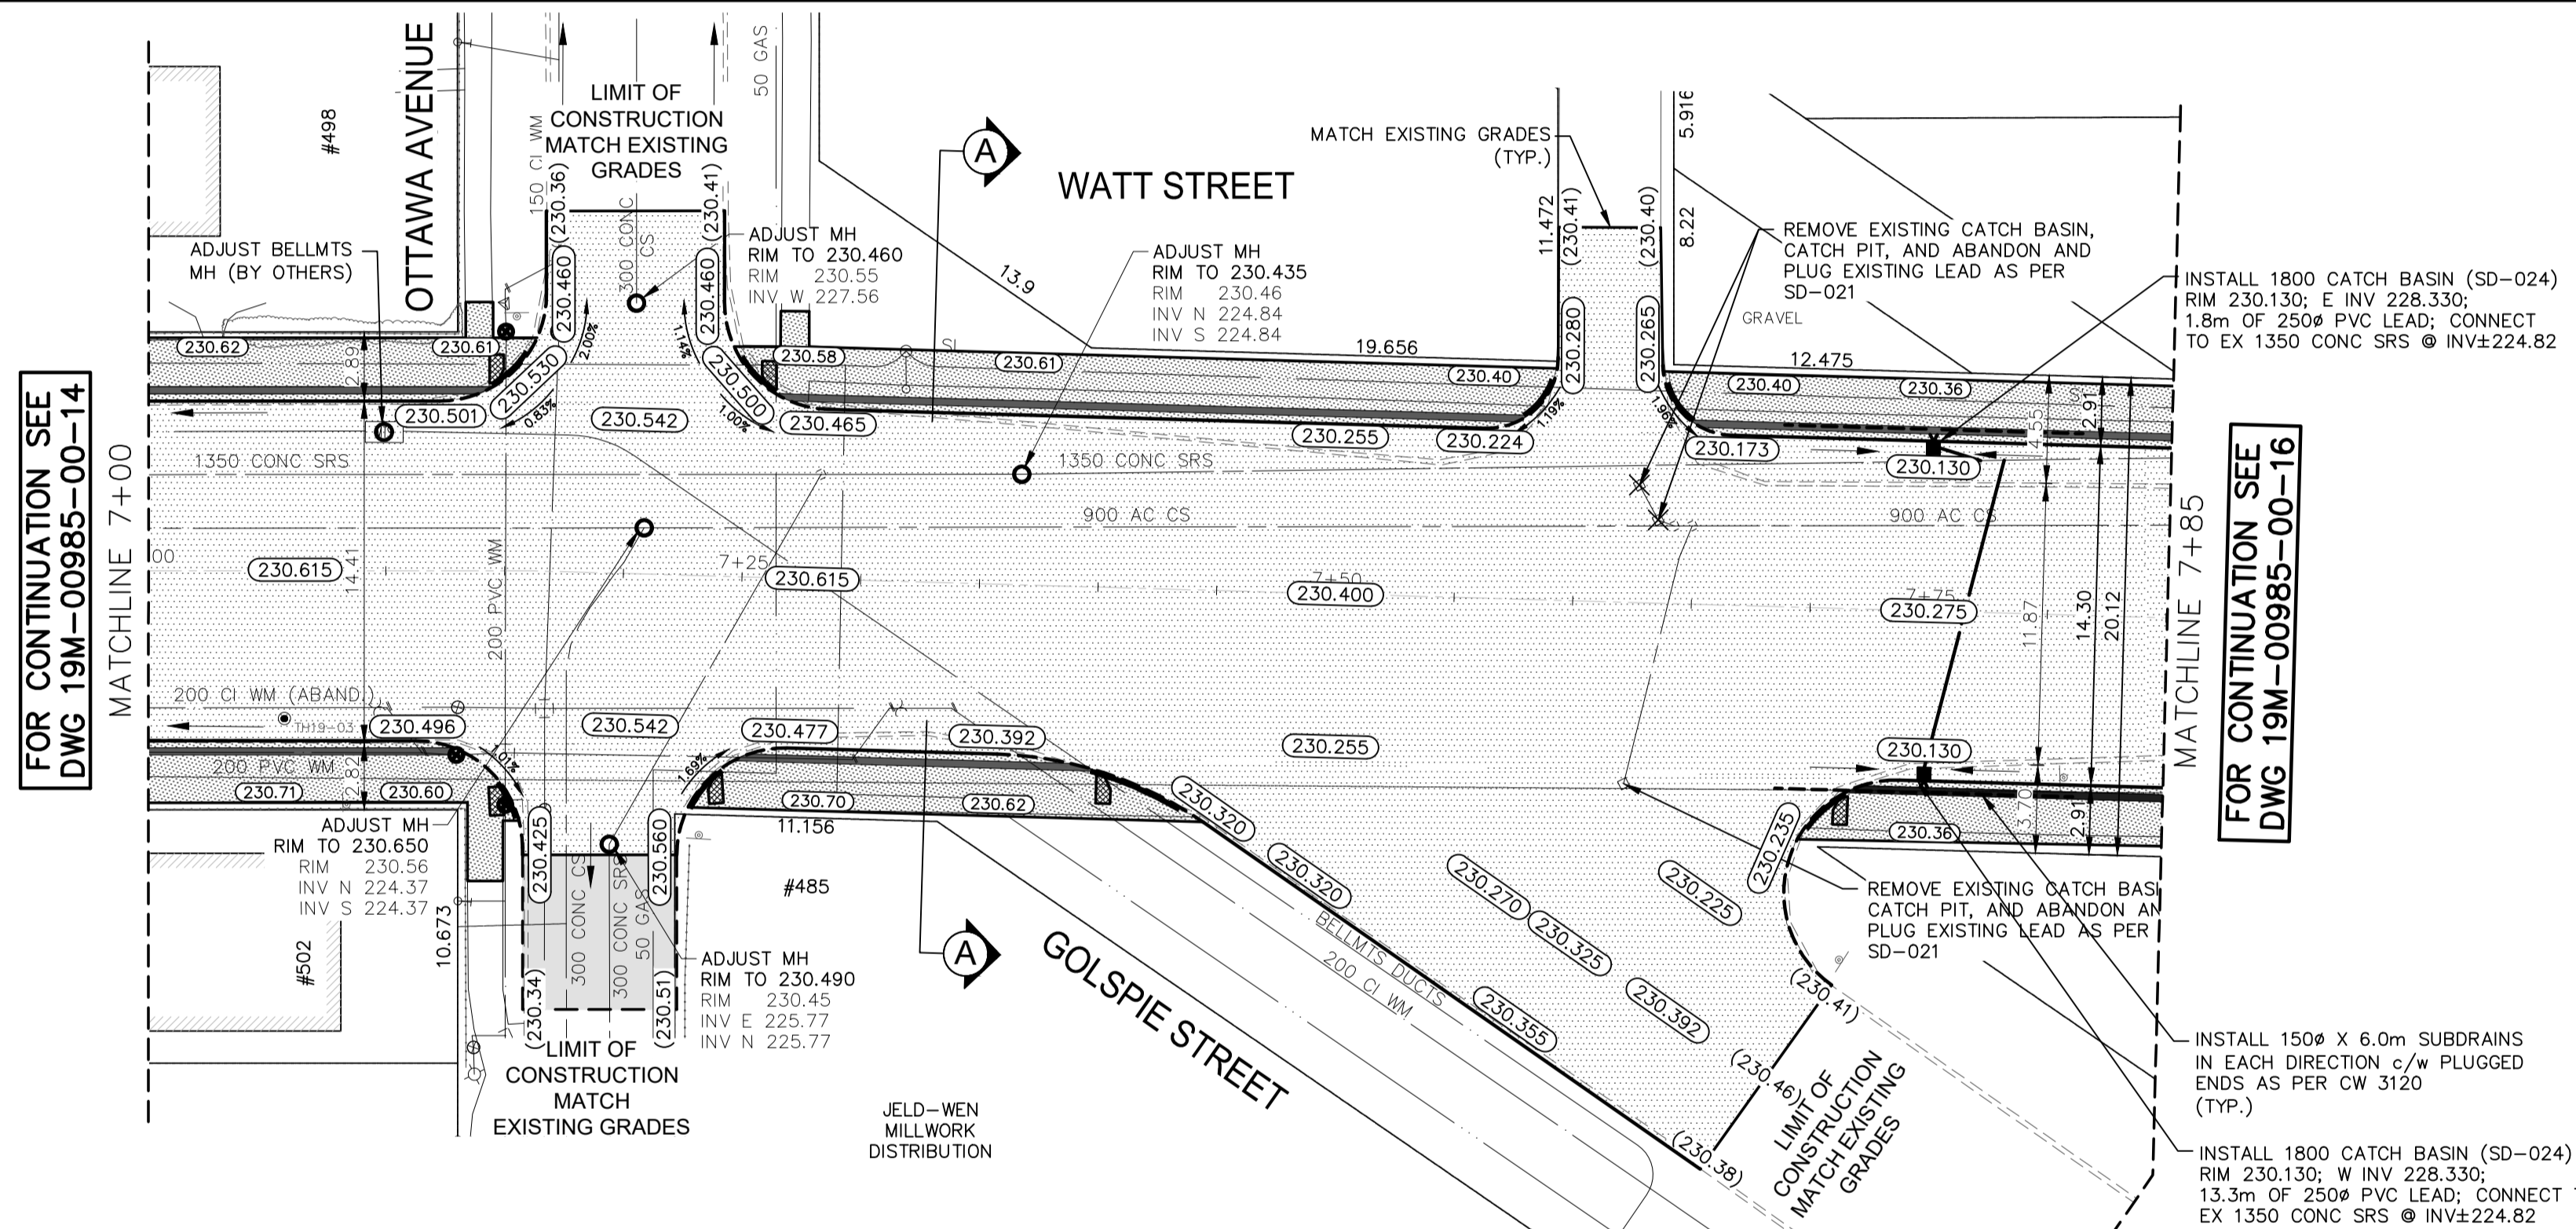 FOR CONTINUATION SEE
DWG 19M-00985-00-14
MATCHLINE 7+00
#498
OTTAWA AVENUE
ADJUST BELLMTS
MH (BY OTHERS)
150 CI WM
50 GAS
LIMIT OF
CONSTRUCTION
MATCH EXISTING
GRADES
(230.36)
(230.41)
300 CONC
CS
230.460
230.460
2.00%
1.14%
ADJUST MH
RIM TO 230.460
RIM 230.55
INV W 227.56
A
WATT STREET
ADJUST MH
RIM TO 230.435
RIM 230.46
INV N 224.84
INV S 224.84
13.9
19.656
MATCH EXISTING GRADES
(TYP.)
11.472
(230.41)
(230.40)
5.916
8.22
230.280
230.265
REMOVE EXISTING CATCH BASIN,
CATCH PIT, AND ABANDON AND
PLUG EXISTING LEAD AS PER
SD-021
GRAVEL
12.475
INSTALL 1800 CATCH BASIN (SD-024)
RIM 230.130; E INV 228.330;
1.8m OF 250ø PVC LEAD; CONNECT
TO EX 1350 CONC SRS @ INV±224.82
230.62
2.89
230.61
230.530
0.83%
230.500
1.00%
230.58
SL
230.61
230.40
1.19%
1.96%
230.40
230.36
4.55
2.91
230.501
230.542
230.465
230.255
230.224
230.173
230.130
1350 CONC SRS
1350 CONC SRS
900 AC CS
900 AC CS
00
230.615
14.41
200 PVC WM
7+25
230.615
7+50
230.400
7+75
230.275
11.87
14.30
20.12
MATCHLINE 7+85
FOR CONTINUATION SEE
DWG 19M-00985-00-16
200 CI WM (ABAND.)
TH19-03
230.496
230.542
230.477
230.392
230.255
230.130
200 PVC WM
2.82
230.71
230.60
1.69%
230.70
230.62
11.156
230.320
230.235
230.36
3.70
2.91
ADJUST MH
RIM TO 230.650
RIM 230.56
INV N 224.37
INV S 224.37
#502
10.673
230.425
230.560
300 CONC CS
300 CONC SRS
50 GAS
(230.34)
(230.51)
LIMIT OF
CONSTRUCTION
MATCH
EXISTING GRADES
#485
ADJUST MH
RIM TO 230.490
RIM 230.45
INV E 225.77
INV N 225.77
A
GOLSPIE STREET
JELD-WEN
MILLWORK
DISTRIBUTION
230.320
230.270
230.325
230.225
230.355
230.392
BELLMTS DUCTS
200 CI WM
(230.41)
(230.46)
(230.38)
LIMIT OF
CONSTRUCTION
MATCH EXISTING
GRADES
REMOVE EXISTING CATCH BASI
CATCH PIT, AND ABANDON AN
PLUG EXISTING LEAD AS PER
SD-021
INSTALL 150ø X 6.0m SUBDRAINS
IN EACH DIRECTION c/w PLUGGED
ENDS AS PER CW 3120
(TYP.)
INSTALL 1800 CATCH BASIN (SD-024)
RIM 230.130; W INV 228.330;
13.3m OF 250ø PVC LEAD; CONNECT
EX 1350 CONC SRS @ INV±224.82